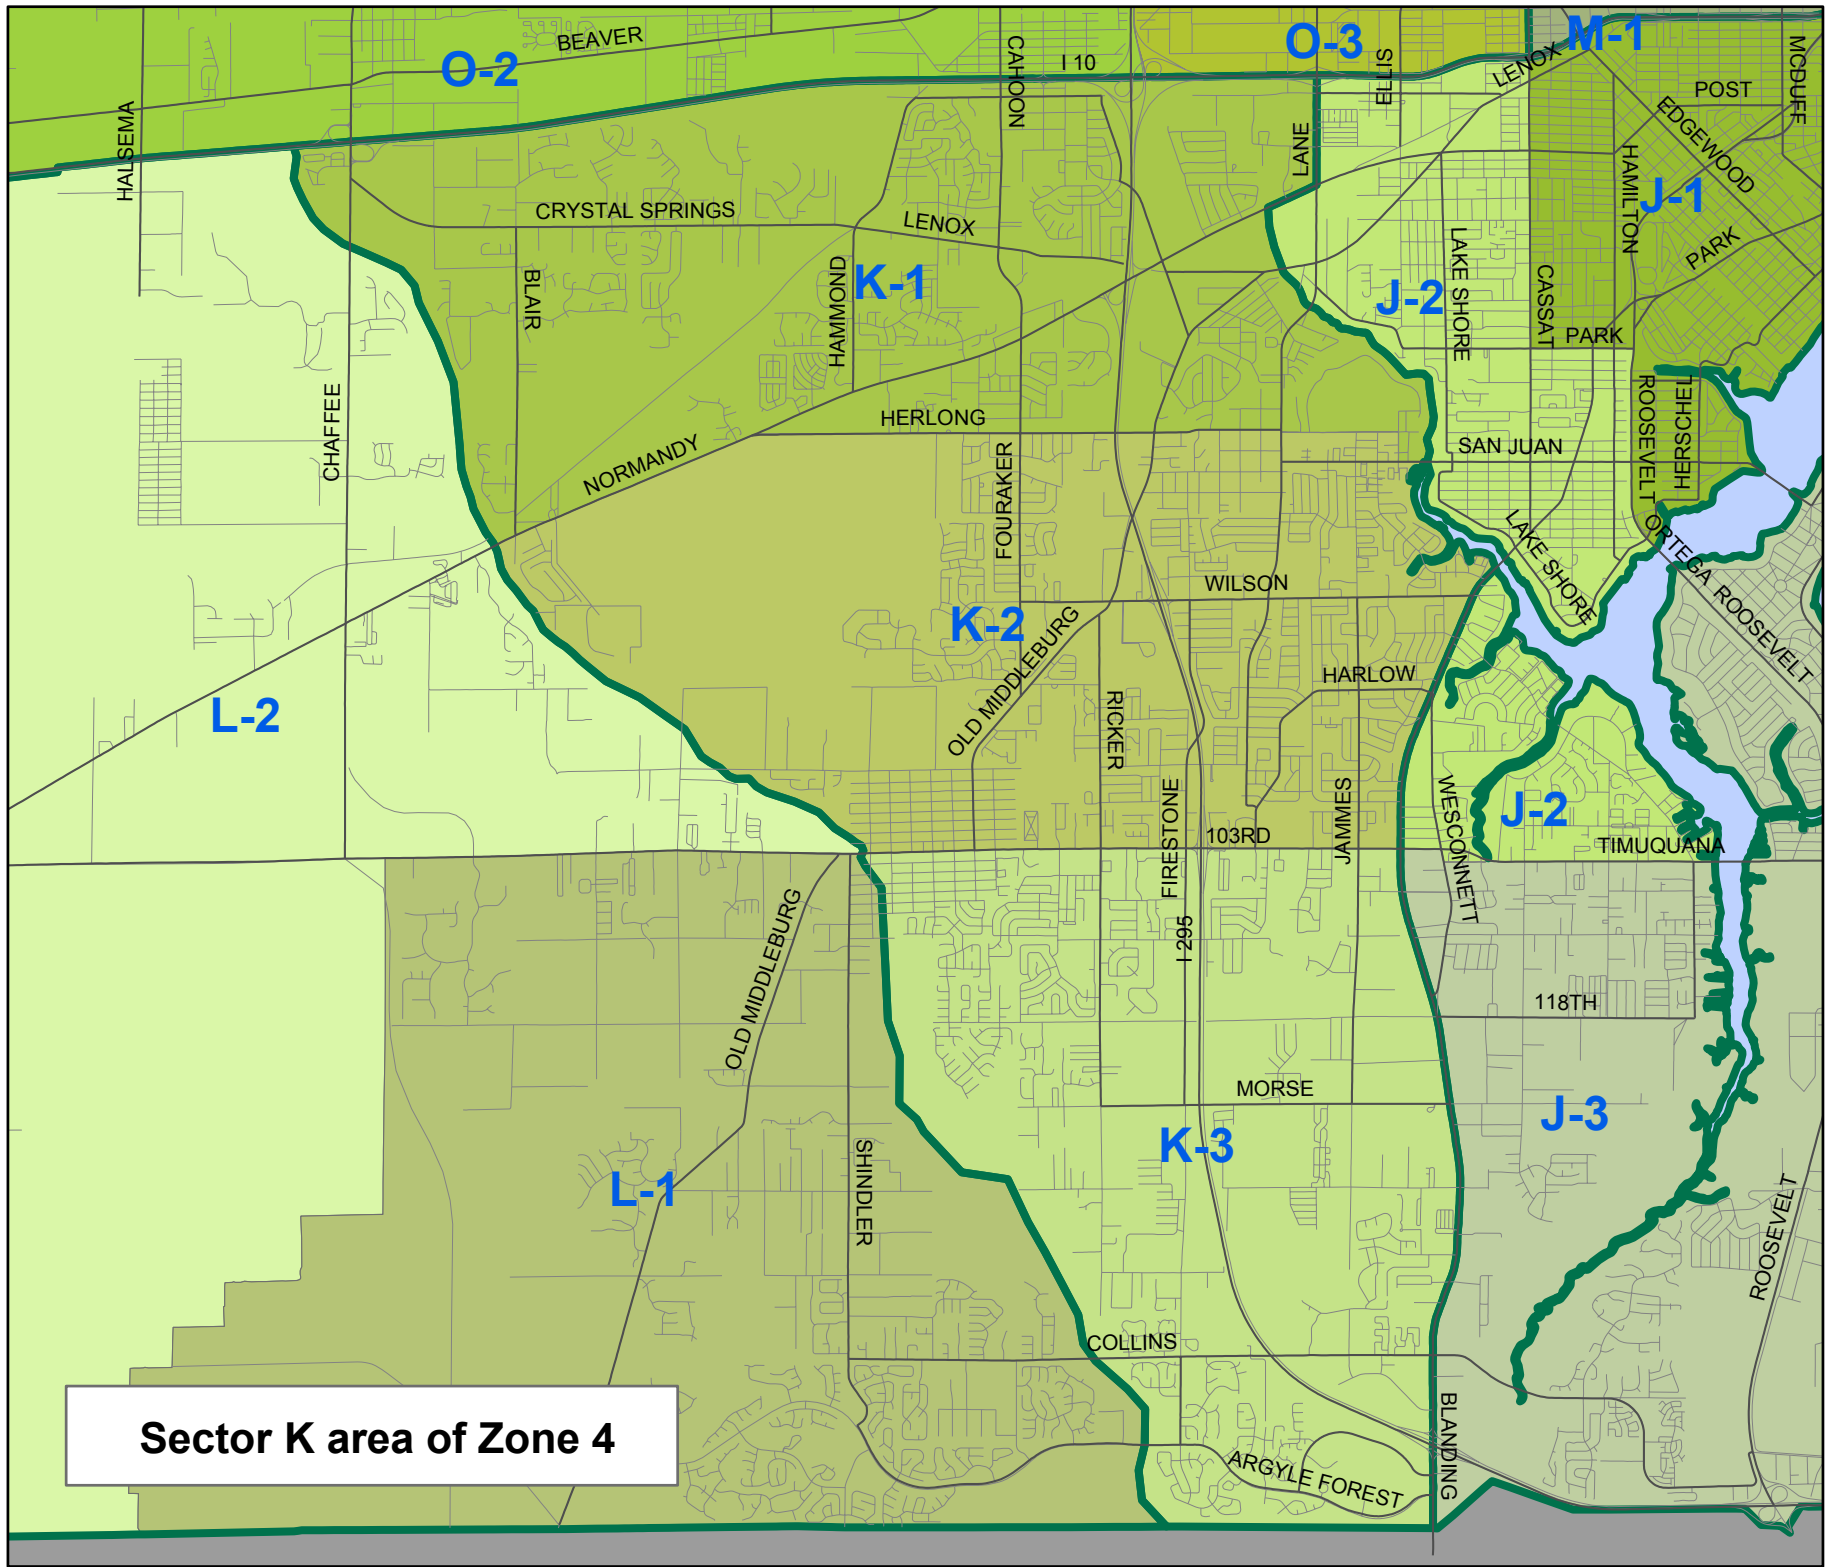 M-1
O-3
BEAVER
O-2
CAHOON
I 10
ELLIS
LENOX
MCDUFF
POST
EDGEWOOD
HALSEMA
LANE
HAMILTON
J-1
CRYSTAL SPRINGS
LENOX
PARK
BLAIR
HAMMOND
K-1
J-2
LAKE SHORE
CASSAT
PARK
CHAFFEE
HERLONG
ROOSEVELT
HERSCHEL
NORMANDY
FOURAKER
SAN JUAN
LAKE SHORE
ORTEGA
ROOSEVELT
WILSON
K-2
OLD MIDDLEBURG
HARLOW
L-2
RICKER
FIRESTONE
JAMMES
WESCONNETT
J-2
103RD
TIMUQUANA
OLD MIDDLEBURG
I 295
118TH
MORSE
J-3
K-3
SHINDLER
L-1
ROOSEVELT
COLLINS
BLANDING
Sector K area of Zone 4
ARGYLE FOREST